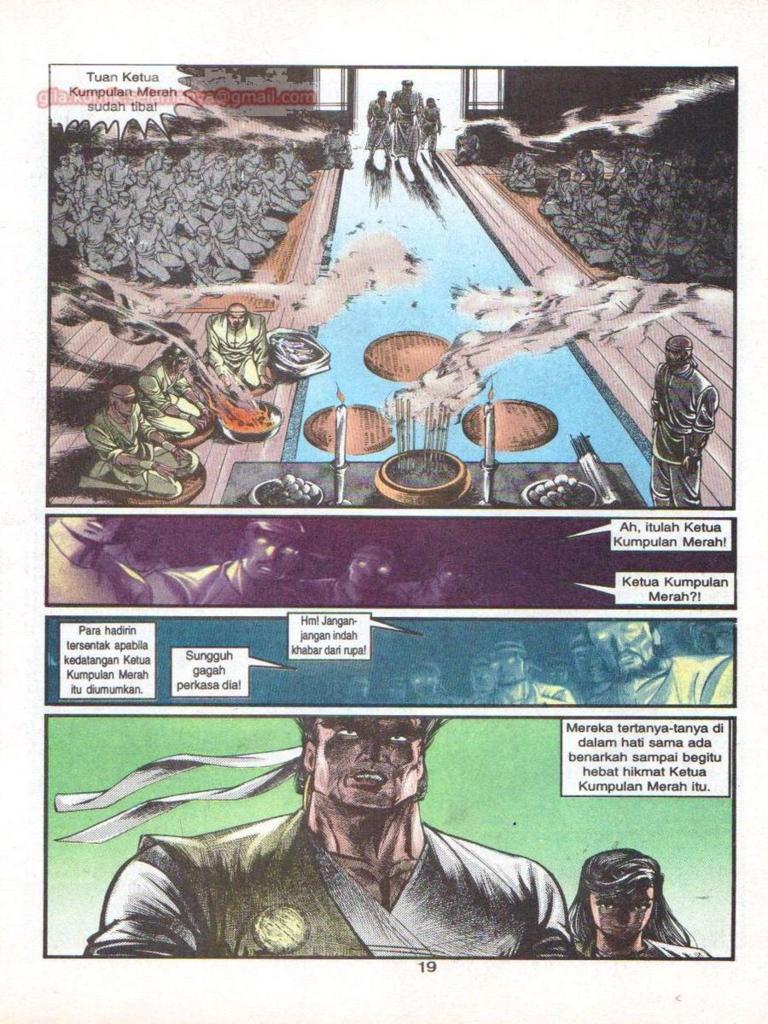 Tuan Ketua
Kumpulan Merah
sudah tiba!
Ah, itulah Ketua
Kumpulan Merah!
Ketua Kumpulan
Merah?!
Para hadirin
tersentak apabila
kedatangan Ketua
Kumpulan Merah
itu diumumkan.
Sungguh
gagah
perkasa dia!
Hm! Jangan-
jangan indah
khabar dari rupa!
Mereka tertanya-tanya di
dalam hati sama ada
benarkah sampai begitu
hebat hikmat Ketua
Kumpulan Merah itu.
19